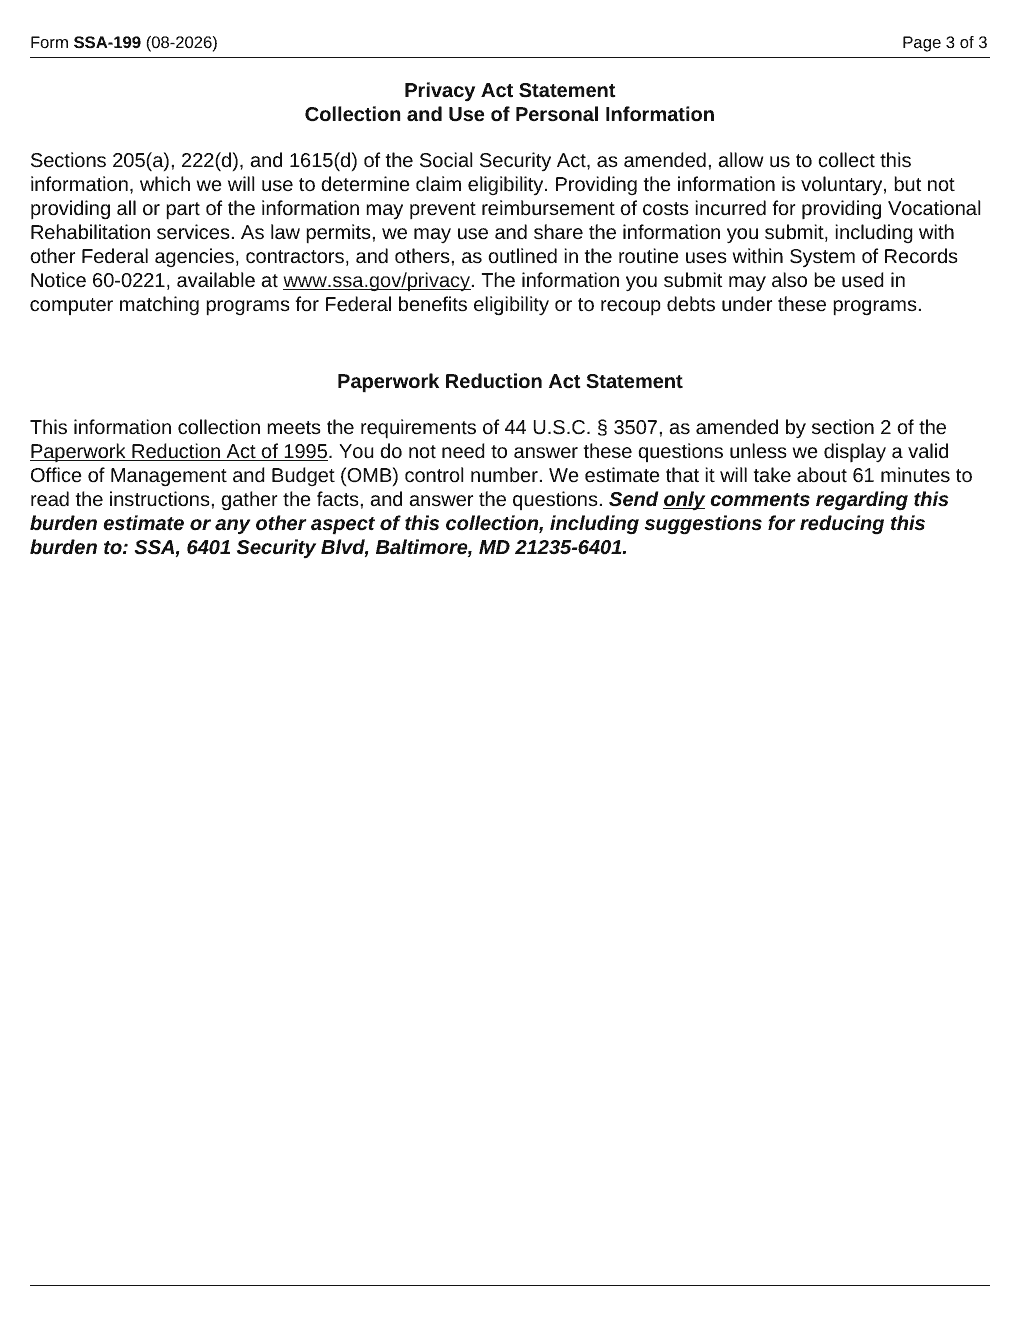 Form SSA-199 (08-2026) Page 3 of 3
Privacy Act Statement
Collection and Use of Personal Information
Sections 205(a), 222(d), and 1615(d) of the Social Security Act, as amended, allow us to collect this
information, which we will use to determine claim eligibility. Providing the information is voluntary, but not
providing all or part of the information may prevent reimbursement of costs incurred for providing Vocational
Rehabilitation services. As law permits, we may use and share the information you submit, including with
other Federal agencies, contractors, and others, as outlined in the routine uses within System of Records
Notice 60-0221, available at www.ssa.gov/privacy. The information you submit may also be used in
computer matching programs for Federal benefits eligibility or to recoup debts under these programs.
Paperwork Reduction Act Statement
This information collection meets the requirements of 44 U.S.C. § 3507, as amended by section 2 of the
Paperwork Reduction Act of 1995. You do not need to answer these questions unless we display a valid
Office of Management and Budget (OMB) control number. We estimate that it will take about 61 minutes to
read the instructions, gather the facts, and answer the questions. Send only comments regarding this
burden estimate or any other aspect of this collection, including suggestions for reducing this
burden to: SSA, 6401 Security Blvd, Baltimore, MD 21235-6401.